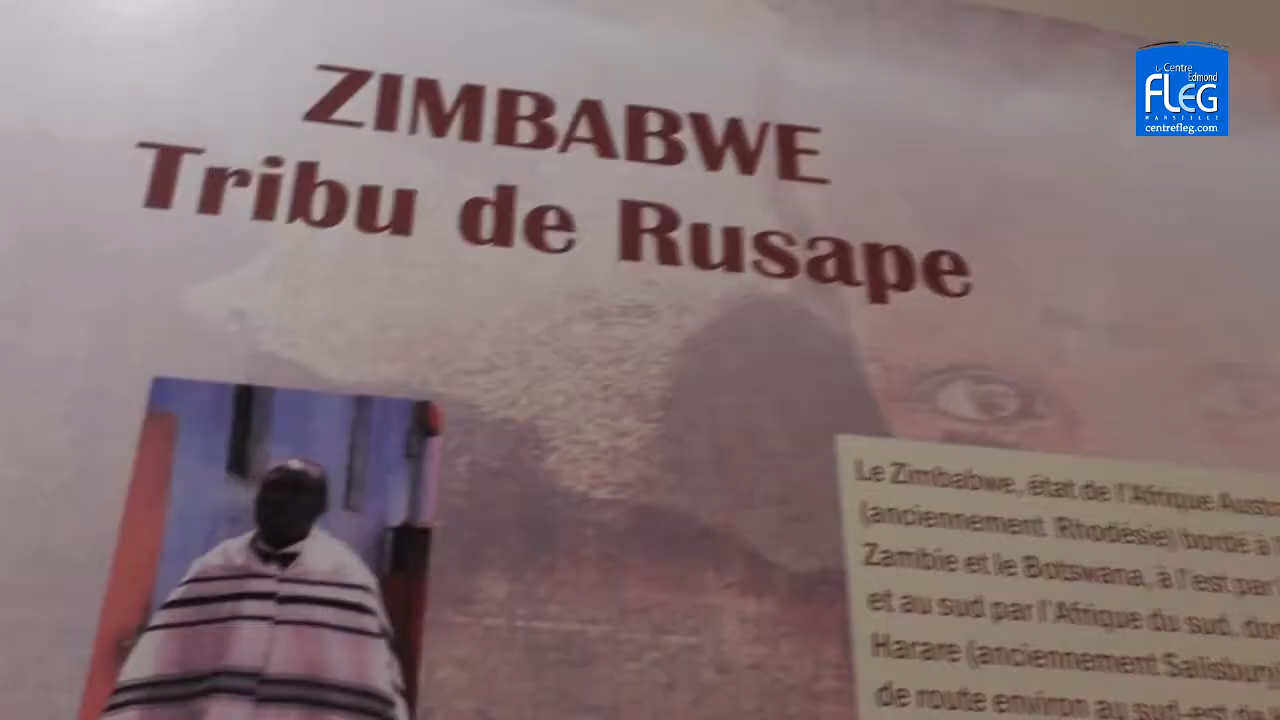 Le Centre
Edmond
FLEG
MARSEILLE
centrefleg.com
ZIMBABWE
Tribu de Rusape
Le Zimbabwe, état de l'Afrique
(anciennement Rhodésie) borde à
Zambie et le Botswana, à l'est par
et au sud par l'Afrique du sud,
Harare (anciennement Salisbury
de route environ au sud-est de